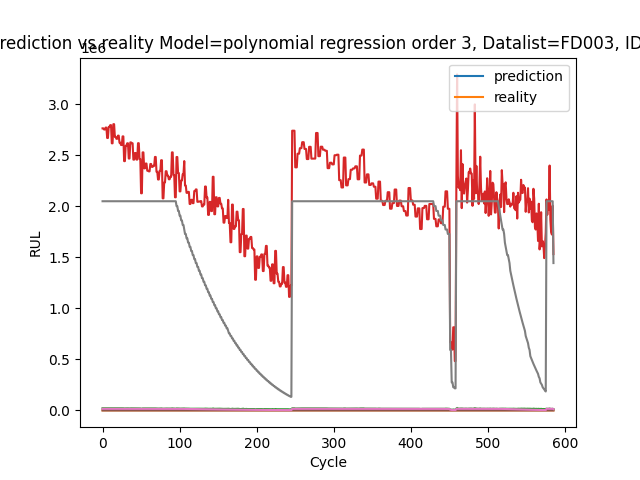 rediction vs reality Model=polynomial regression order 3, Datalist=FD003, ID
1e6
prediction
reality
3.0
2.5
2.0
1.5
1.0
0.5
0.0
RUL
0 100 200 300 400 500 600
Cycle